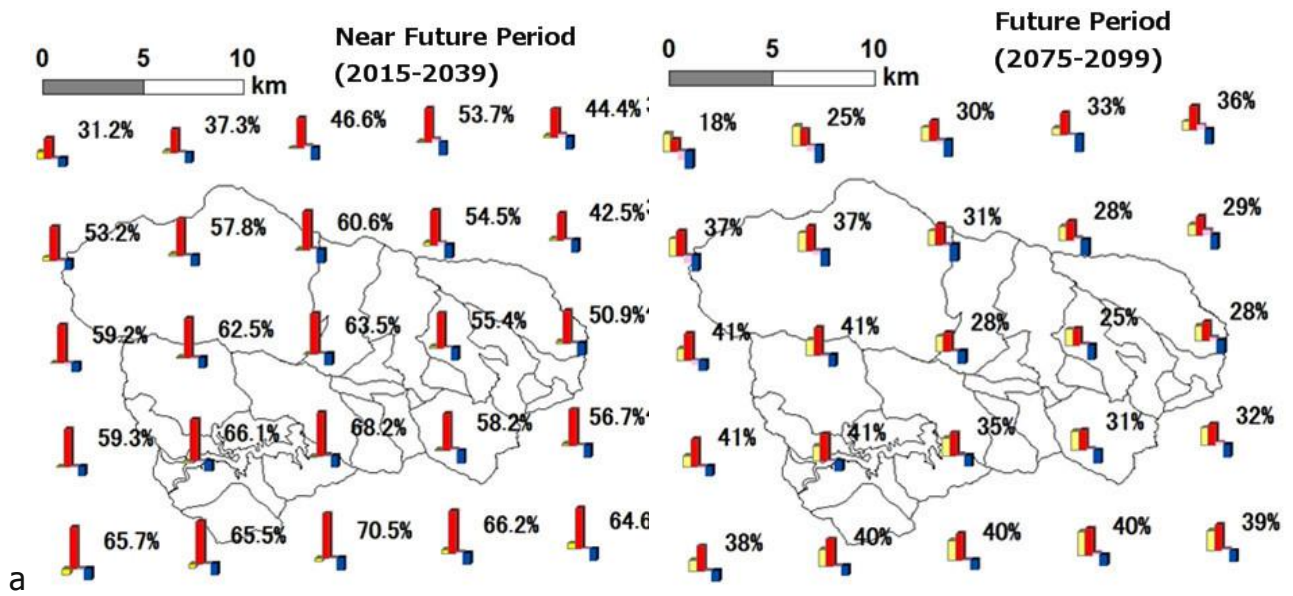 Near Future Period
(2015-2039)
0 5 10
km
31.2% 37.3% 46.6% 53.7% 44.4%
53.2% 57.8% 60.6% 54.5% 42.5%
59.2% 62.5% 63.5% 55.4% 50.9%
59.3% 66.1% 68.2% 58.2% 56.7%
65.7% 65.5% 70.5% 66.2% 64.6
a
Future Period
(2075-2099)
0 5 10
km
18% 25% 30% 33% 36%
37% 37% 31% 28% 29%
41% 41% 28% 25% 28%
41% 41% 35% 31% 32%
38% 40% 40% 40% 39%